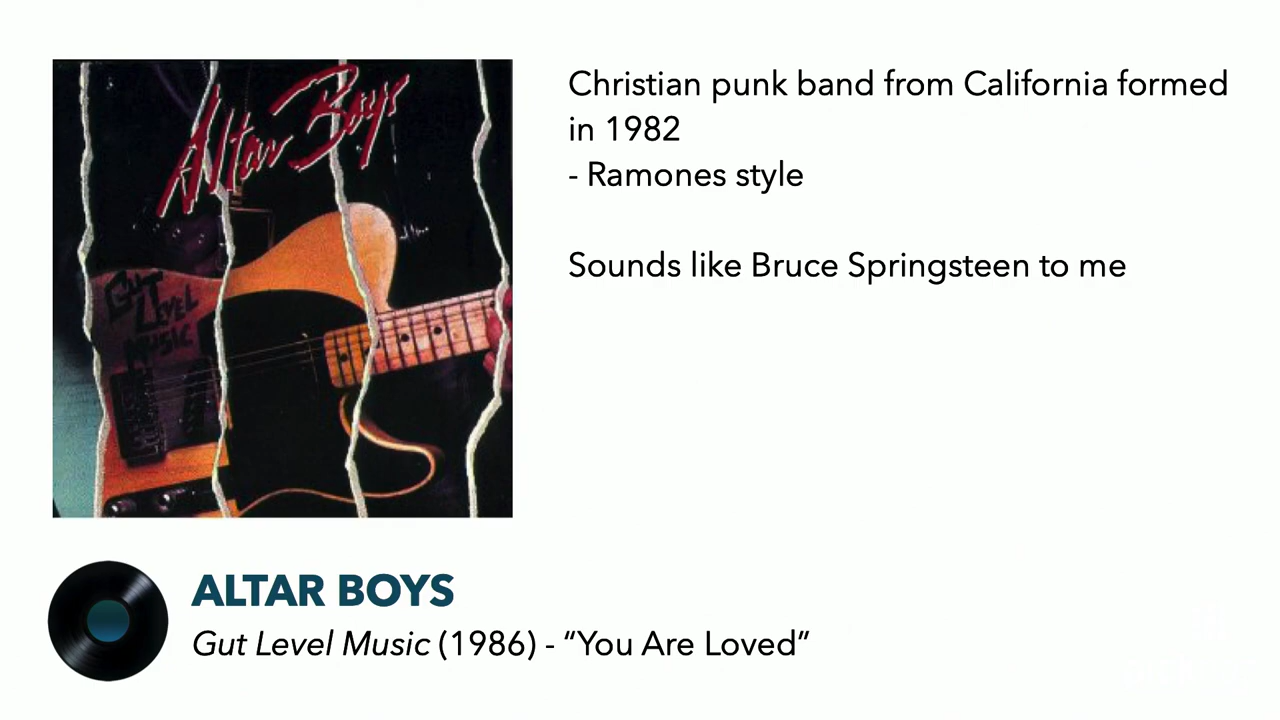 Altar Boys
GUT
LEVEL
MUSIC
Christian punk band from California formed
in 1982
- Ramones style
Sounds like Bruce Springsteen to me
ALTAR BOYS
Gut Level Music (1986) - “You Are Loved”